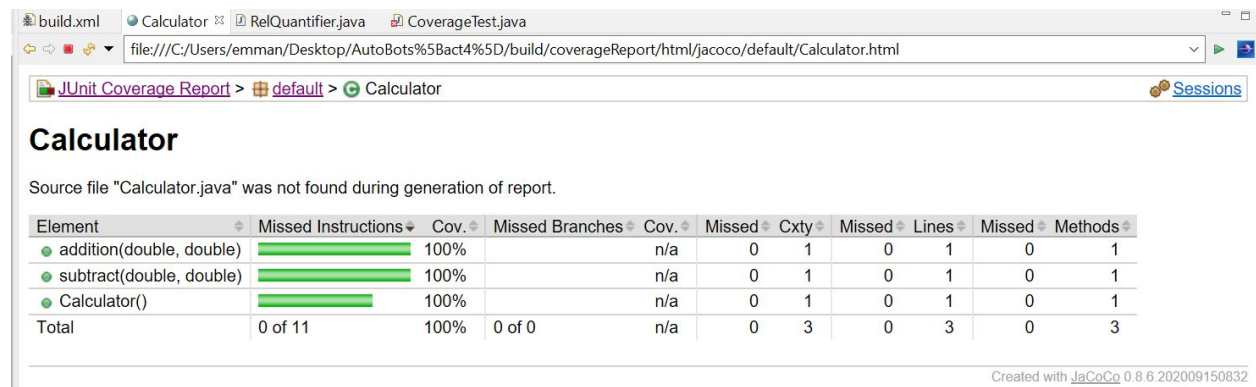 build.xml Calculator RelQuantifier.java CoverageTest.java
file:///C:/Users/emman/Desktop/AutoBots%5Bact4%5D/build/coverageReport/html/jacoco/default/Calculator.html
JUnit Coverage Report > default > Calculator Sessions
Calculator
Source file "Calculator.java" was not found during generation of report.
Element Missed Instructions Cov. Missed Branches Cov. Missed Cxty Missed Lines Missed Methods
addition(double, double) 100% n/a 0 1 0 1 0 1
subtract(double, double) 100% n/a 0 1 0 1 0 1
Calculator() 100% n/a 0 1 0 1 0 1
Total 0 of 11 100% 0 of 0 n/a 0 3 0 3 0 3
Created with JaCoCo 0.8.6.202009150832